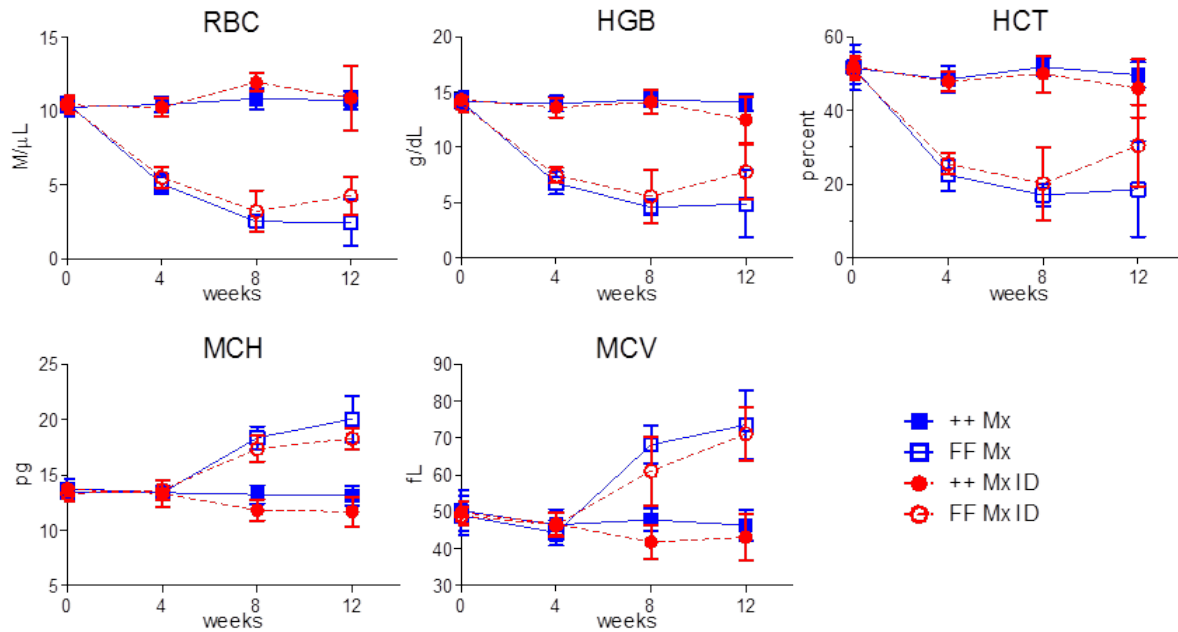 RBC
HGB
HCT
15
10
5
0
M/μL
0
4
8
12
weeks
20
15
10
5
0
g/dL
0
4
8
12
weeks
60
40
20
0
percent
0
4
8
12
weeks
MCH
MCV
25
20
15
10
5
pg
0
4
8
12
weeks
90
80
70
60
50
40
30
fL
0
4
8
12
weeks
++ Mx
FF Mx
++ Mx ID
FF Mx ID